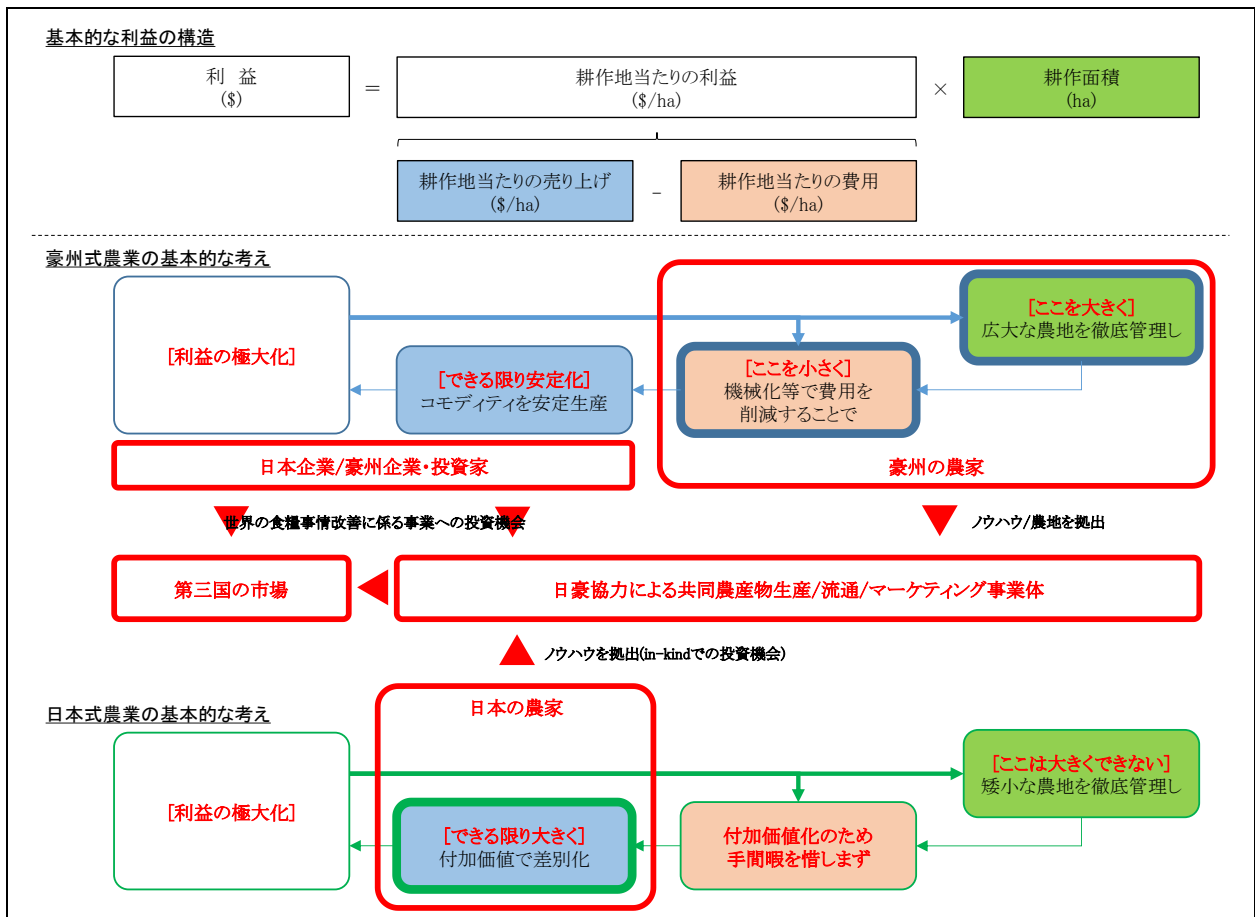 基本的な利益の構造
利 益
($)
=
耕作地当たりの利益
($/ha)
×
耕作面積
(ha)
耕作地当たりの売り上げ
($/ha)
-
耕作地当たりの費用
($/ha)
豪州式農業の基本的な考え
[利益の極大化]
[できる限り安定化]
コモディティを安定生産
[ここを小さく]
機械化等で費用を
削減することで
[ここを大きく]
広大な農地を徹底管理し
日本企業/豪州企業・投資家
豪州の農家
世界の食糧事情改善に係る事業への投資機会
ノウハウ/農地を拠出
第三国の市場
日豪協力による共同農産物生産/流通/マーケティング事業体
ノウハウを拠出(in-kindでの投資機会)
日本式農業の基本的な考え
日本の農家
[利益の極大化]
[できる限り大きく]
付加価値で差別化
付加価値化のため
手間暇を惜しまず
[ここは大きくできない]
矮小な農地を徹底管理し